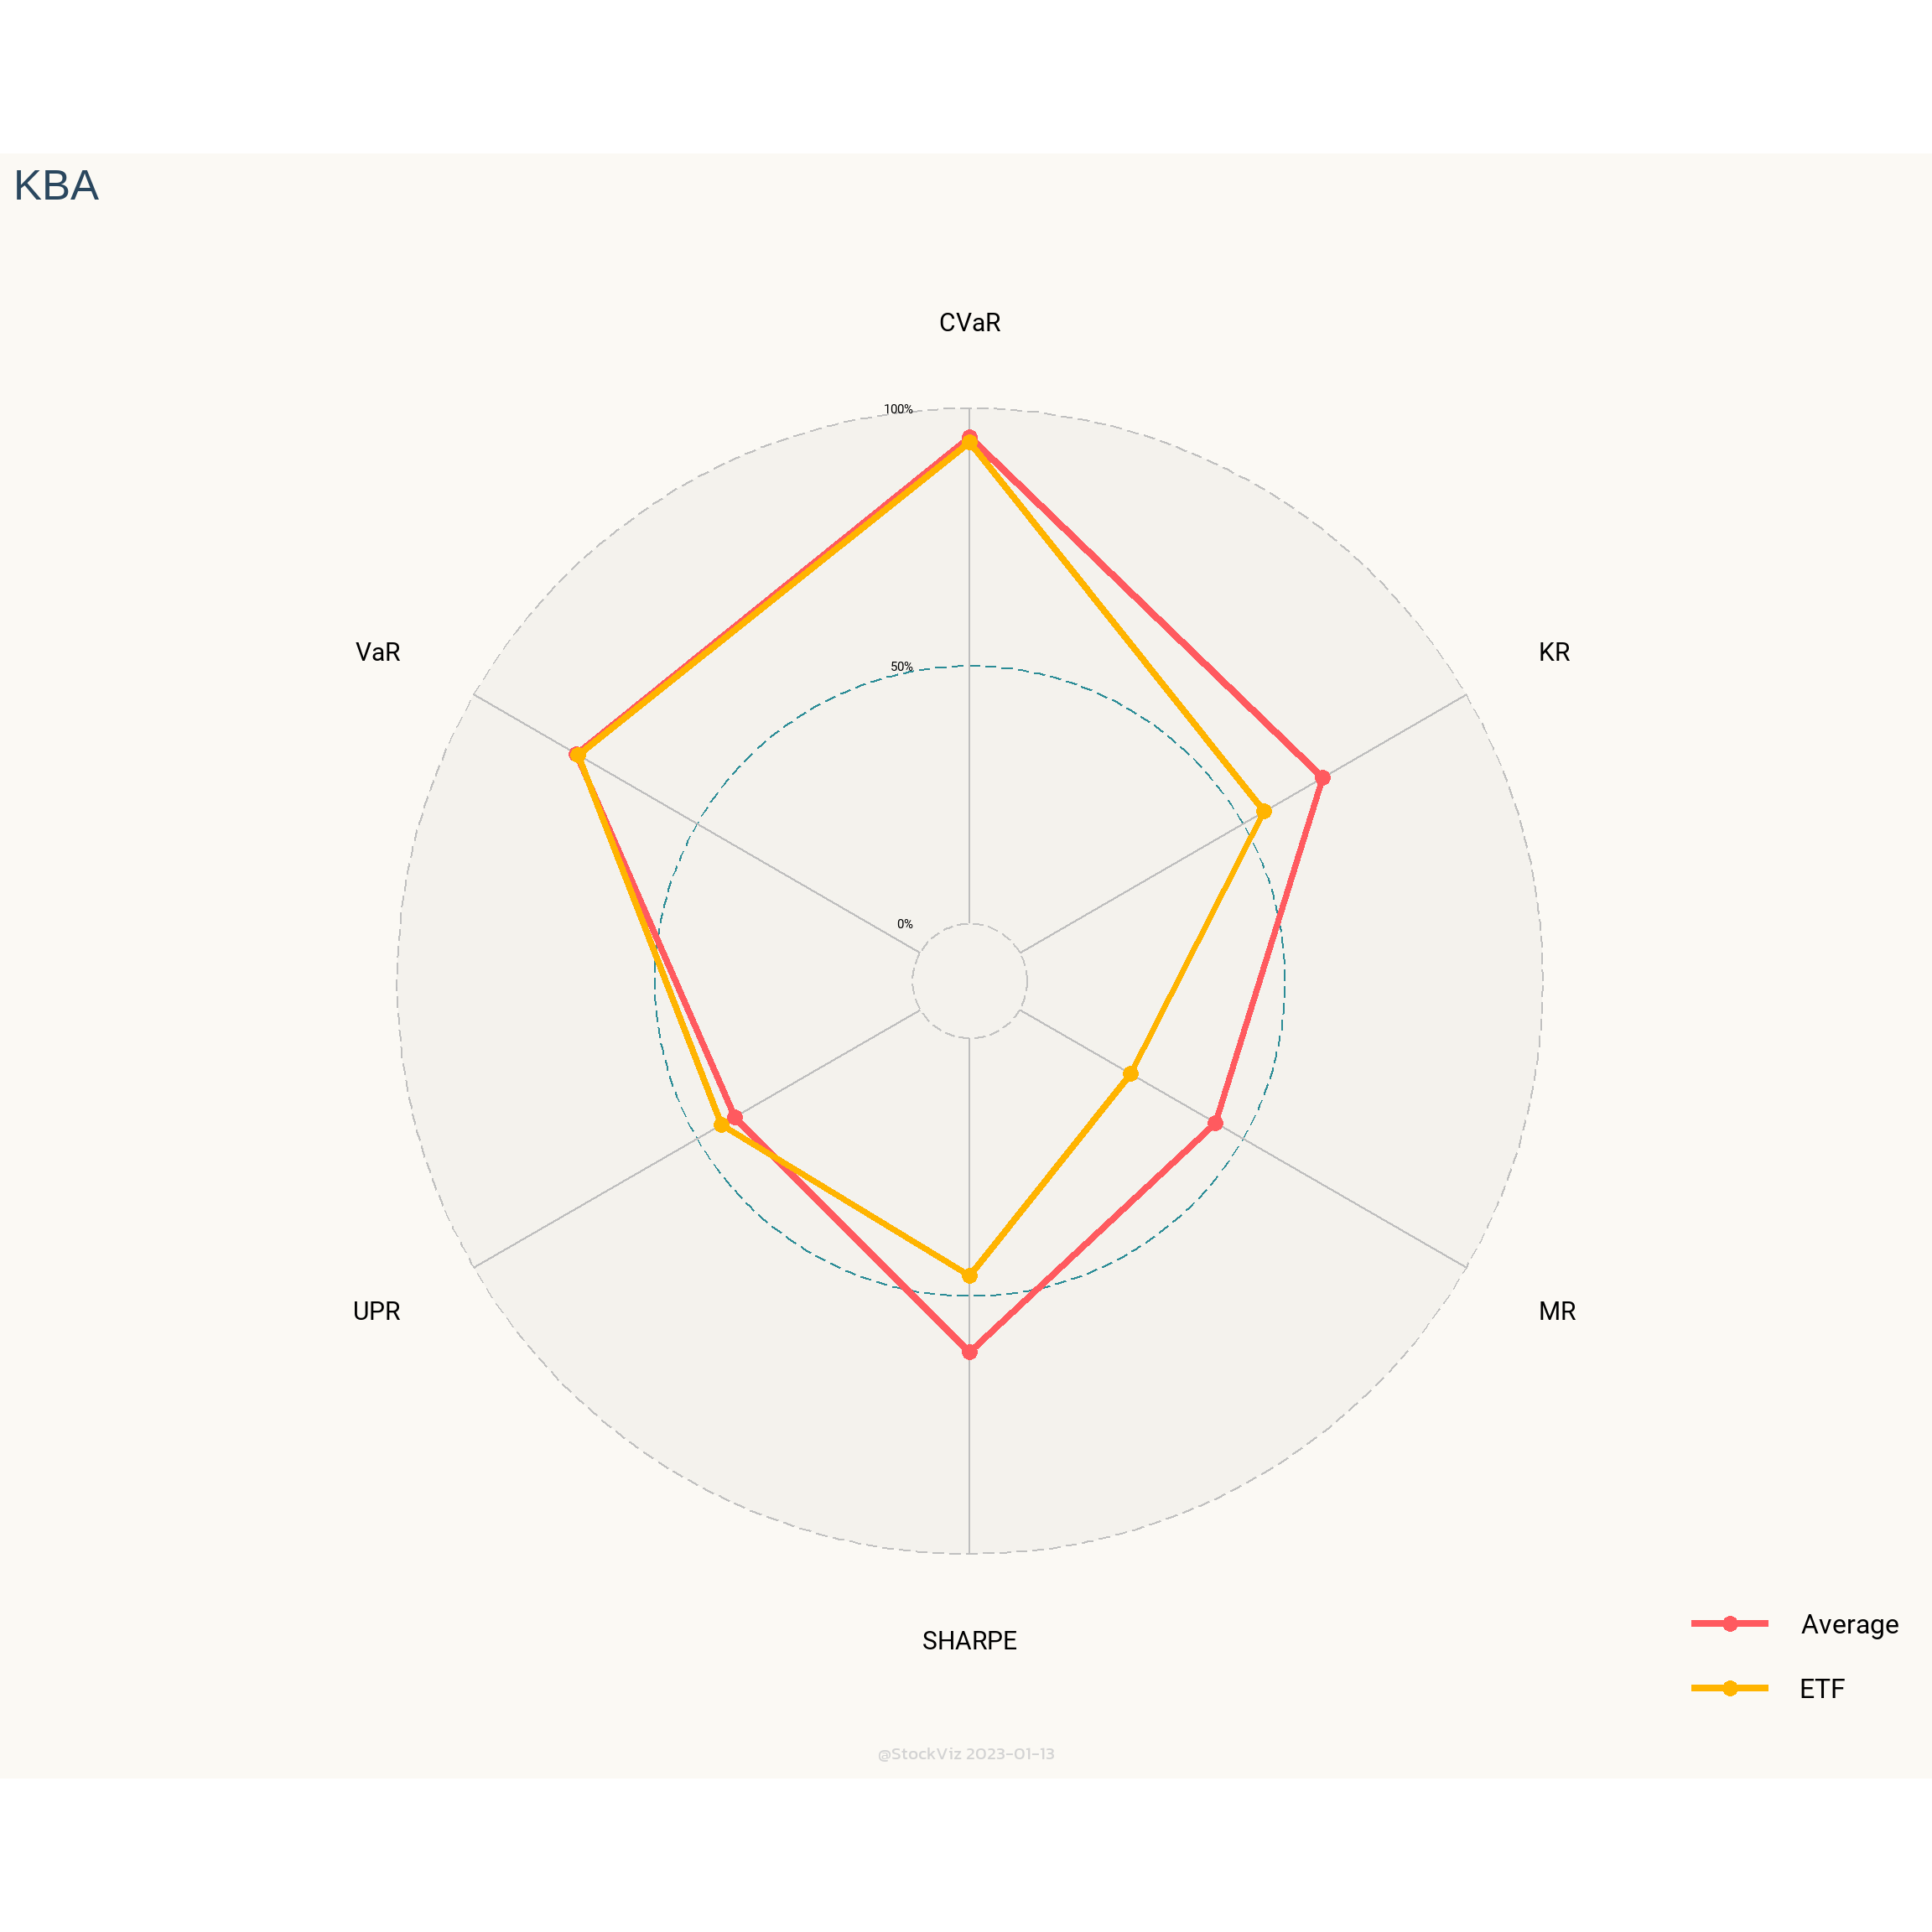 KBA
CVaR
100%
VaR
KR
50%
0%
UPR
MR
SHARPE
Average
ETF
@StockViz 2023-01-13